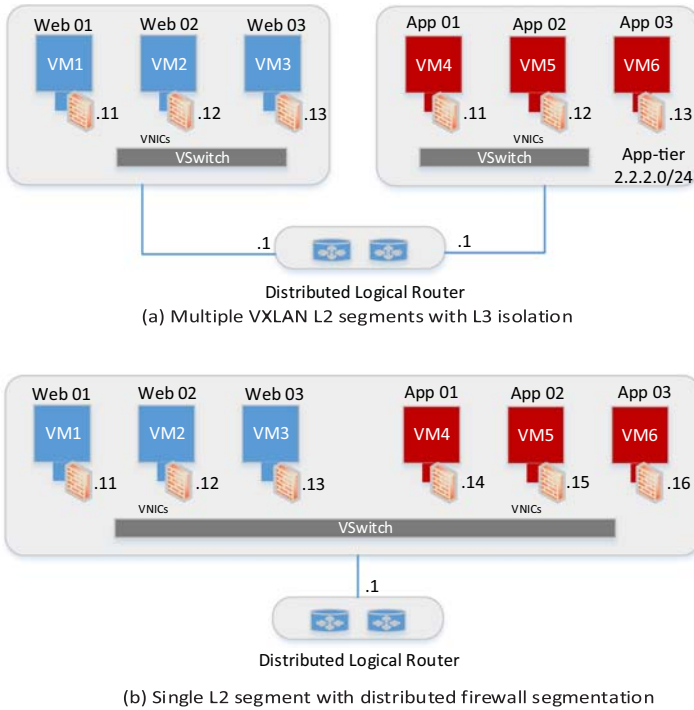 Web 01
Web 02
Web 03
App 01
App 02
App 03
VM1
VM2
VM3
VM4
VM5
VM6
.11
.12
.13
.11
.12
.13
VNICs
VNICs
VSwitch
VSwitch
App-tier
2.2.2.0/24
.1
.1
Distributed Logical Router
(a) Multiple VXLAN L2 segments with L3 isolation
Web 01
Web 02
Web 03
App 01
App 02
App 03
VM1
VM2
VM3
VM4
VM5
VM6
.11
.12
.13
.14
.15
.16
VNICs
VNICs
VSwitch
.1
Distributed Logical Router
(b) Single L2 segment with distributed firewall segmentation